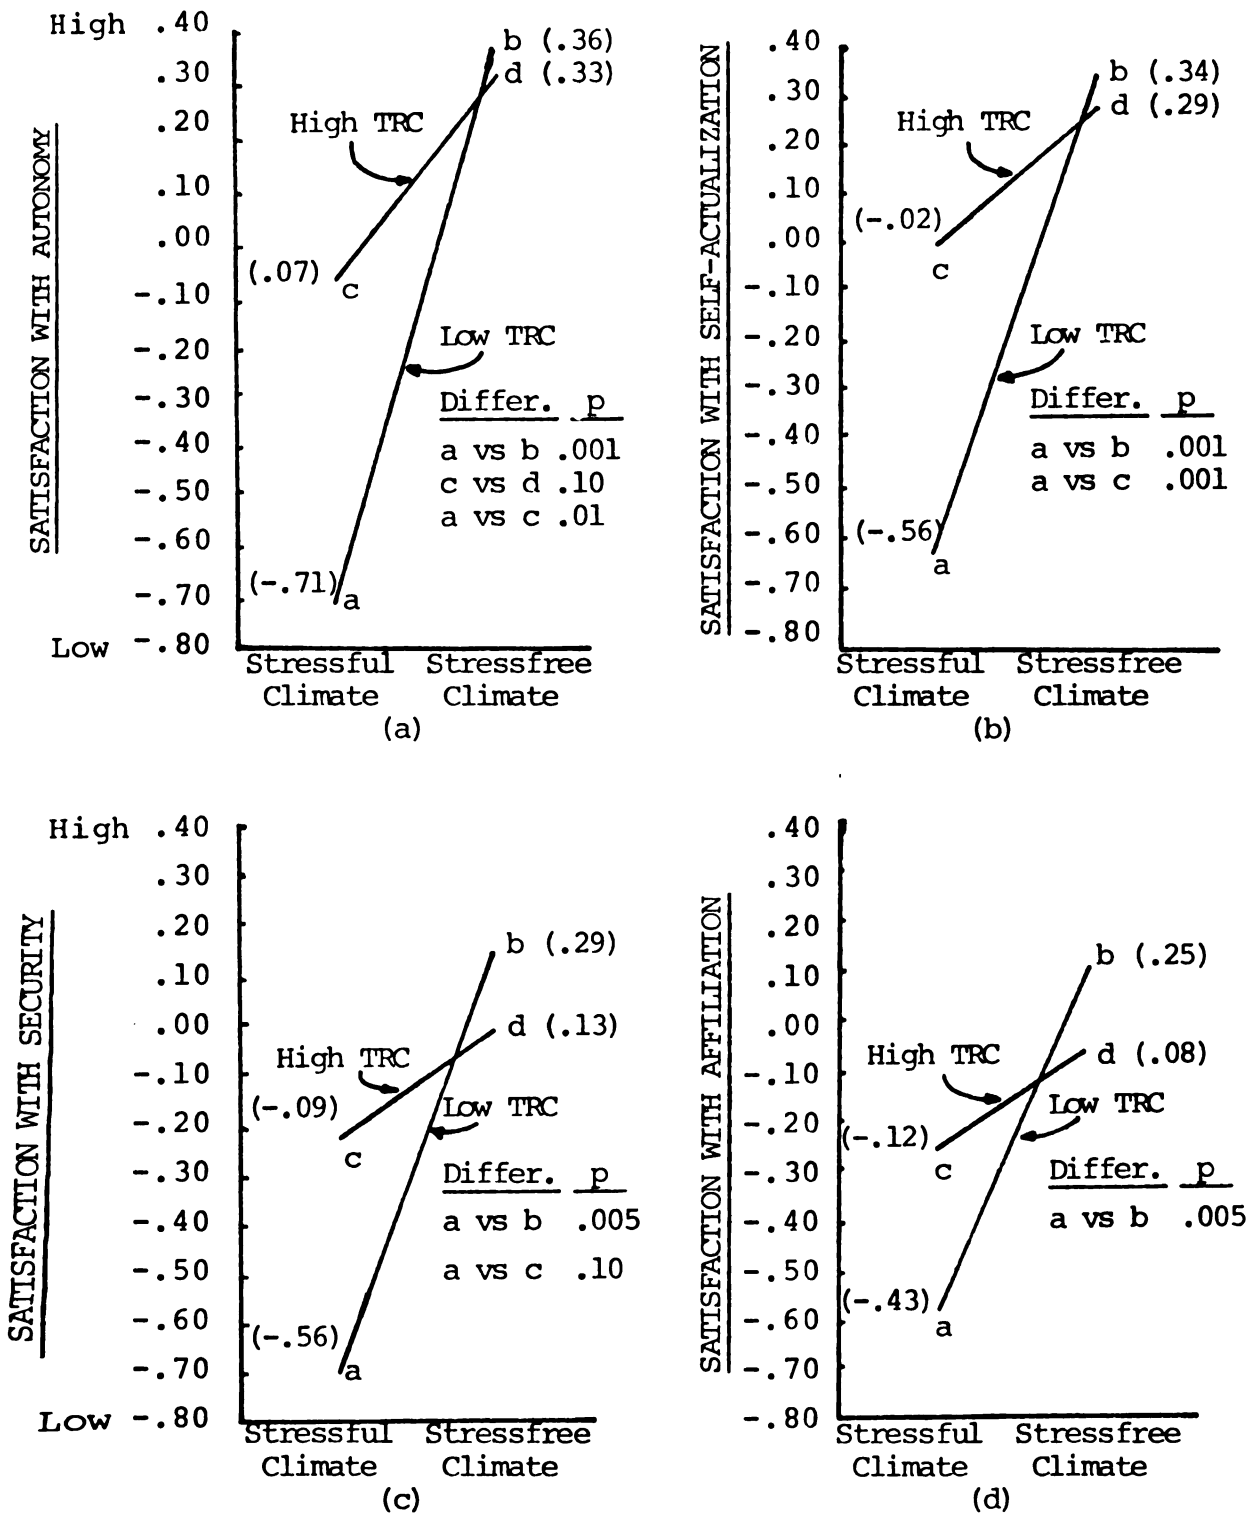 SATISFACTION WITH AUTONOMY
High .40
.30
.20
.10
.00
-.10
-.20
-.30
-.40
-.50
-.60
-.70
Low -.80
b (.36)
d (.33)
High TRC
(.07)
c
Low TRC
Differ. p
a vs b .001
c vs d .10
a vs c .01
(-.71)
a
Stressful Stressfree
Climate Climate
(a)
SATISFACTION WITH SELF-ACTUALIZATION
.40
.30
.20
.10
.00
-.10
-.20
-.30
-.40
-.50
-.60
-.70
-.80
b (.34)
d (.29)
High TRC
(-.02)
c
Low TRC
Differ. p
a vs b .001
a vs c .001
(-.56)
a
Stressful Stressfree
Climate Climate
(b)
SATISFACTION WITH SECURITY
High .40
.30
.20
.10
.00
-.10
-.20
-.30
-.40
-.50
-.60
-.70
Low -.80
b (.29)
d (.13)
High TRC
(-.09)
c
Low TRC
Differ. p
a vs b .005
a vs c .10
(-.56)
a
Stressful Stressfree
Climate Climate
(c)
SATISFACTION WITH AFFILIATION
.40
.30
.20
.10
.00
-.10
-.20
-.30
-.40
-.50
-.60
-.70
-.80
b (.25)
d (.08)
High TRC
(-.12)
c
Low TRC
Differ. p
a vs b .005
(-.43)
a
Stressful Stressfree
Climate Climate
(d)